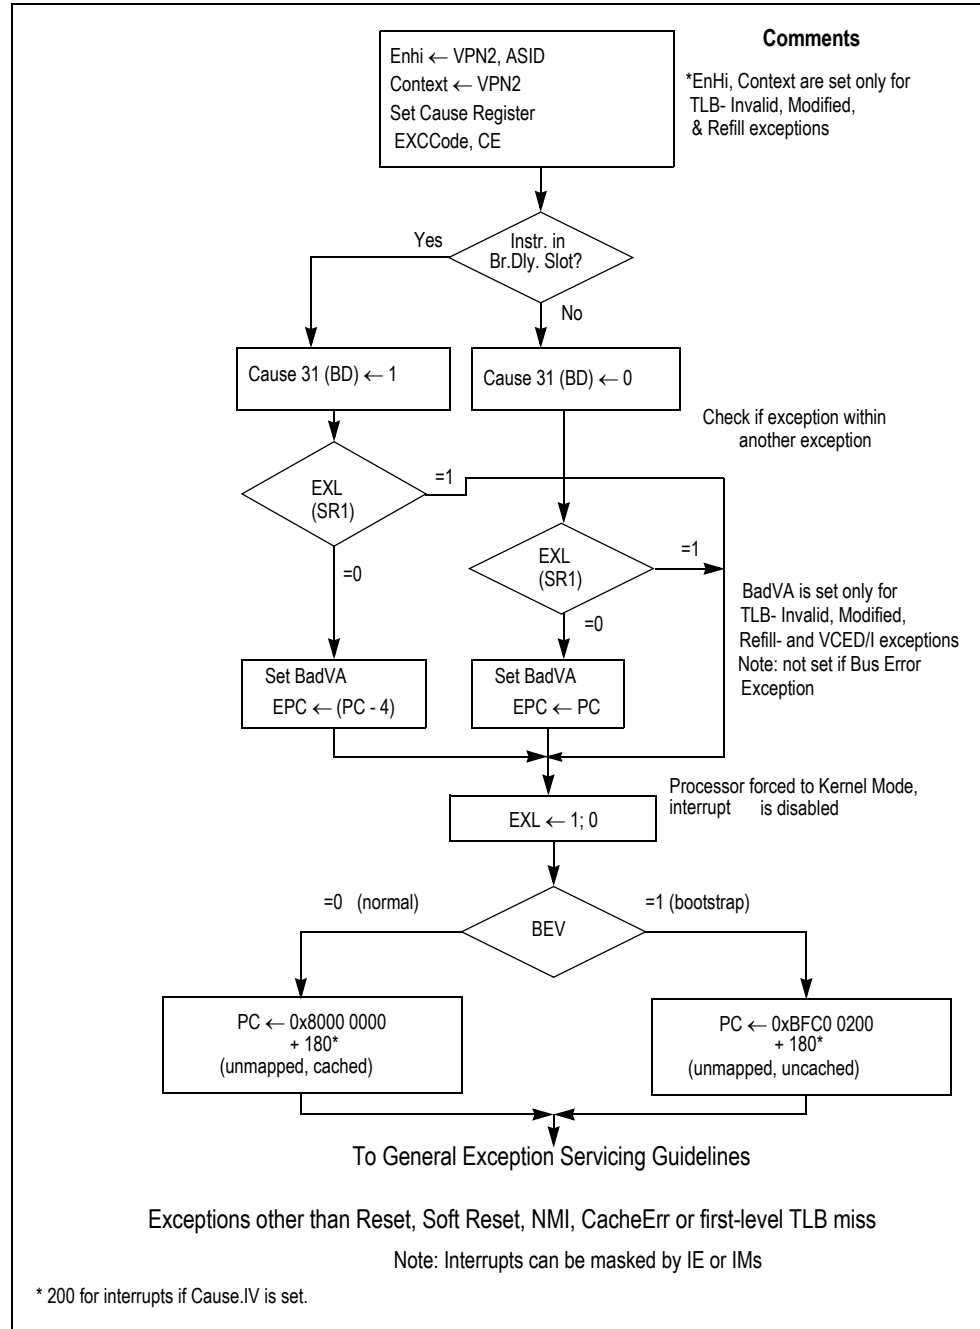 Comments
Enhi ← VPN2, ASID
Context ← VPN2
Set Cause Register
EXCCode, CE
*EnHi, Context are set only for
TLB- Invalid, Modified,
& Refill exceptions
Yes
Instr. in
Br.Dly. Slot?
No
Cause 31 (BD) ← 1
Cause 31 (BD) ← 0
Check if exception within
another exception
EXL
(SR1)
=1
=0
EXL
(SR1)
=1
=0
BadVA is set only for
TLB- Invalid, Modified,
Refill- and VCED/I exceptions
Note: not set if Bus Error
Exception
Set BadVA
EPC ← (PC - 4)
Set BadVA
EPC ← PC
Processor forced to Kernel Mode,
interrupt is disabled
EXL ← 1; 0
=0 (normal)
BEV
=1 (bootstrap)
PC ← 0x8000 0000
+ 180*
(unmapped, cached)
PC ← 0xBFC0 0200
+ 180*
(unmapped, uncached)
To General Exception Servicing Guidelines
Exceptions other than Reset, Soft Reset, NMI, CacheErr or first-level TLB miss
Note: Interrupts can be masked by IE or IMs
* 200 for interrupts if Cause.IV is set.